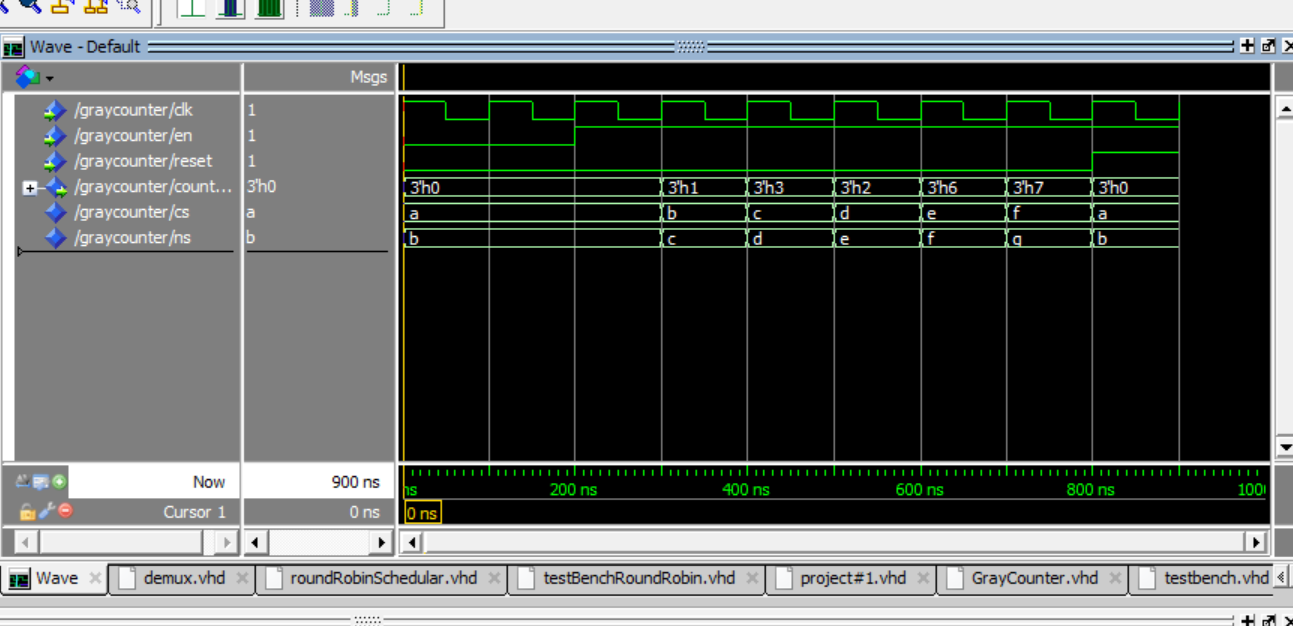 Wave - Default
Msgs
/graycounter/clk 1
/graycounter/en 1
/graycounter/reset 1
/graycounter/count... 3'h0 3'h0 3'h1 3'h3 3'h2 3'h6 3'h7 3'h0
/graycounter/cs a a b c d e f a
/graycounter/ns b b c d e f g b
Now 900 ns ns 200 ns 400 ns 600 ns 800 ns 100
Cursor 1 0 ns 0 ns
Wave demux.vhd roundRobinSchedular.vhd testBenchRoundRobin.vhd project#1.vhd GrayCounter.vhd testbench.vhd